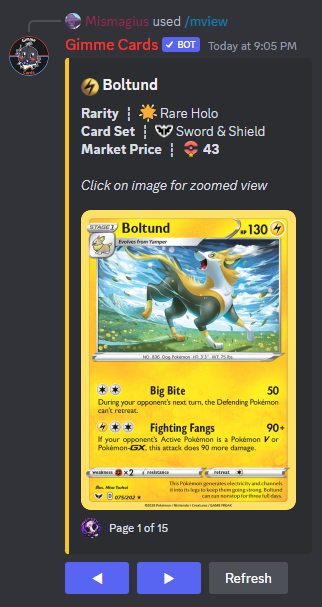 Mismagius used /mview
Gimme Cards ✓ BOT Today at 9:05 PM
Boltund
Rarity ┆ Rare Holo
Card Set ┆ Sword & Shield
Market Price ┆ 43
Click on image for zoomed view
STAGE 1 Boltund HP 130
Evolves from Yamper
NO. 836 Dog Pokémon HT: 3'3" WT: 75 lbs.
Big Bite 50
During your opponent's next turn, the Defending Pokémon
can't retreat.
Fighting Fangs 90+
If your opponent's Active Pokémon is a Pokémon V or
Pokémon-GX, this attack does 90 more damage.
weakness ×2 resistance retreat
Illus. Miso Tsukiri
This Pokémon generates electricity and channels
it into its legs to keep them going strong. Boltund
can run nonstop for three full days.
D 075/202 ★
©2020 Pokémon / Nintendo / Creatures / GAME FREAK
Page 1 of 15
Refresh